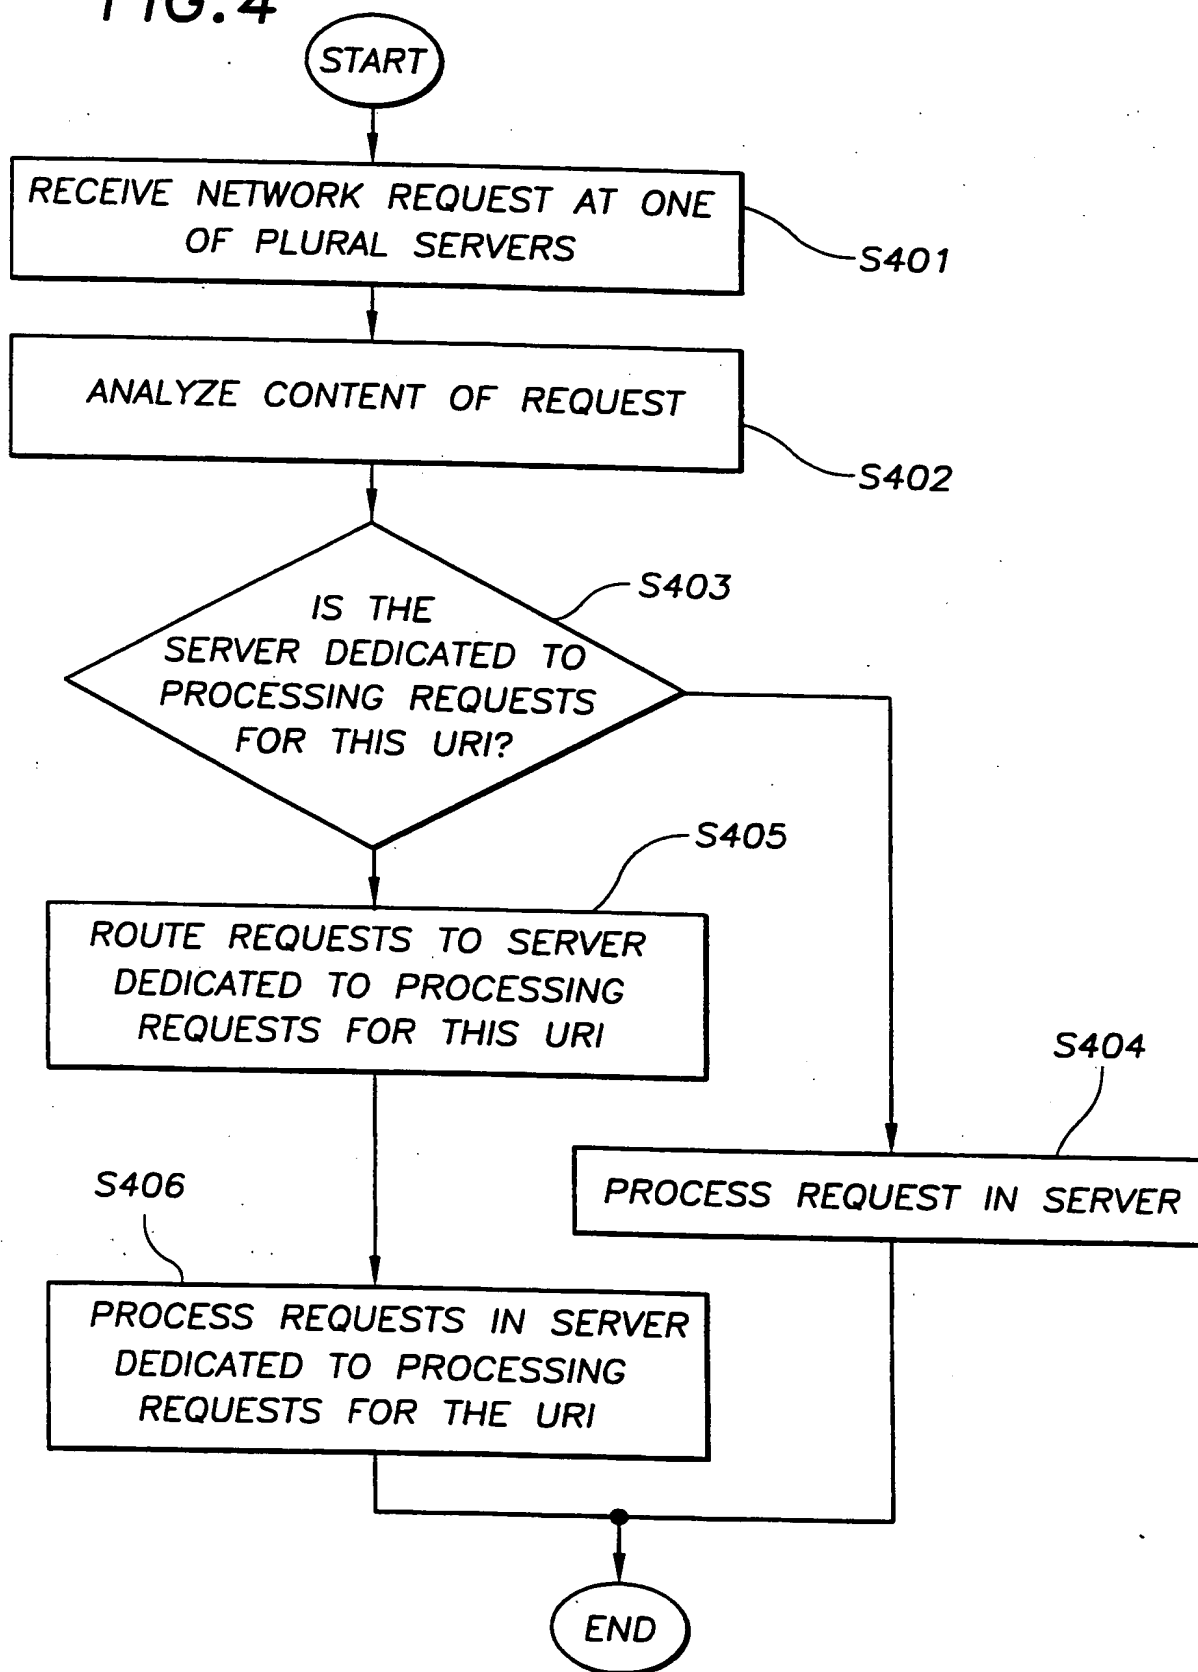 FIG.4
START
RECEIVE NETWORK REQUEST AT ONE
OF PLURAL SERVERS
S401
ANALYZE CONTENT OF REQUEST
S402
IS THE
SERVER DEDICATED TO
PROCESSING REQUESTS
FOR THIS URI?
S403
S405
ROUTE REQUESTS TO SERVER
DEDICATED TO PROCESSING
REQUESTS FOR THIS URI
S404
PROCESS REQUEST IN SERVER
S406
PROCESS REQUESTS IN SERVER
DEDICATED TO PROCESSING
REQUESTS FOR THE URI
END